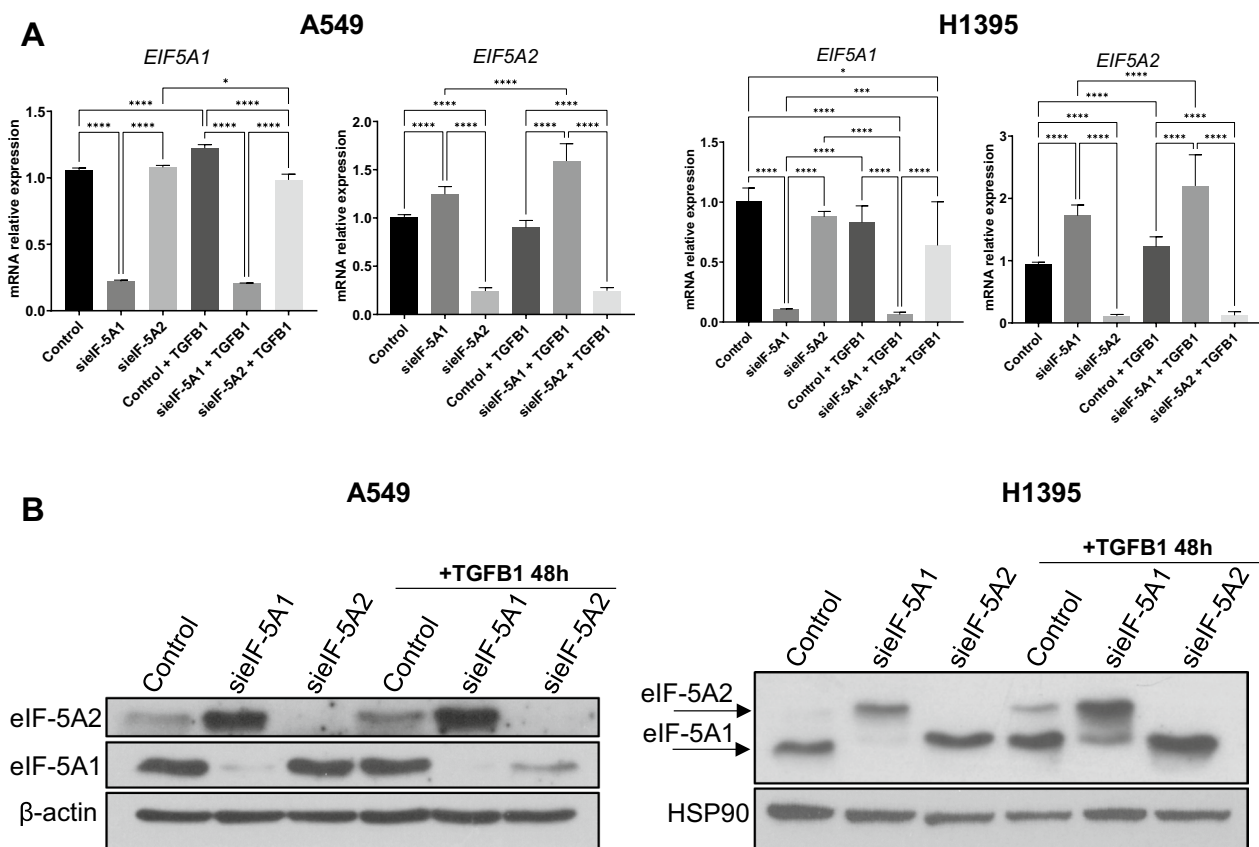 A
A549
H1395
EIF5A1
EIF5A2
EIF5A1
EIF5A2
mRNA relative expression
1.5
1.0
0.5
0.0
*
**** ****
**** **** **** ****
Control
sieIF-5A1
sieIF-5A2
Control + TGFB1
sieIF-5A1 + TGFB1
sieIF-5A2 + TGFB1
mRNA relative expression
2.0
1.5
1.0
0.5
0.0
****
**** ****
**** **** **** ****
Control
sieIF-5A1
sieIF-5A2
Control + TGFB1
sieIF-5A1 + TGFB1
sieIF-5A2 + TGFB1
mRNA relative expression
1.5
1.0
0.5
0.0
*
***
****
****
****
**** **** **** ****
Control
sieIF-5A1
sieIF-5A2
Control + TGFB1
sieIF-5A1 + TGFB1
sieIF-5A2 + TGFB1
mRNA relative expression
3
2
1
0
****
****
**** ****
**** **** **** ****
Control
sieIF-5A1
sieIF-5A2
Control + TGFB1
sieIF-5A1 + TGFB1
sieIF-5A2 + TGFB1
B
A549
H1395
+TGFB1 48h
Control
sieIF-5A1
sieIF-5A2
Control
sieIF-5A1
sieIF-5A2
eIF-5A2
eIF-5A1
β-actin
+TGFB1 48h
Control
sieIF-5A1
sieIF-5A2
Control
sieIF-5A1
sieIF-5A2
eIF-5A2
eIF-5A1
HSP90